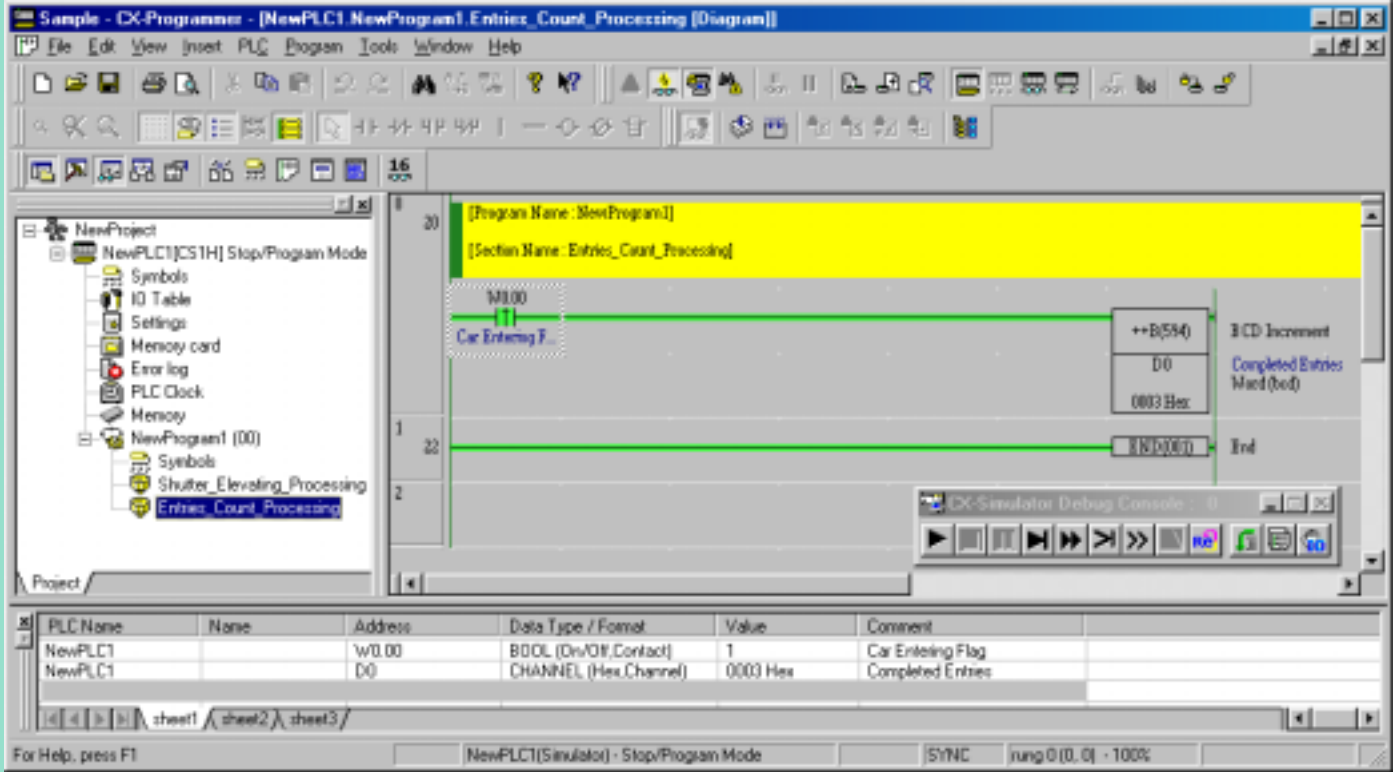 Sample - CX-Programmer - [NewPLC1.NewProgram1.Entries_Count_Processing [Diagram]]
File Edit View Insert PLC Program Tools Window Help
16
NewProject
NewPLC1[CS1H] Stop/Program Mode
Symbols
IO Table
Settings
Memory card
Error log
PLC Clock
Memory
NewProgram1 (00)
Symbols
Shutter_Elevating_Processing
Entries_Count_Processing
Project
0
20
[Program Name : NewProgram1]
[Section Name : Entries_Count_Processing]
W0.00
Car Entering F...
++B(594)
BCD Increment
D0
Completed Entries
Word (bcd)
0003 Hex
1
22
END(001)
End
2
CX-Simulator Debug Console :
PLC Name Name Address Data Type / Format Value Comment
NewPLC1 W0.00 BOOL (On/Off,Contact) 1 Car Entering Flag
NewPLC1 D0 CHANNEL (Hex,Channel) 0003 Hex Completed Entries
sheet1 sheet2 sheet3
For Help, press F1 NewPLC1(Simulator) - Stop/Program Mode SYNC rung 0 (0, 0) - 100%